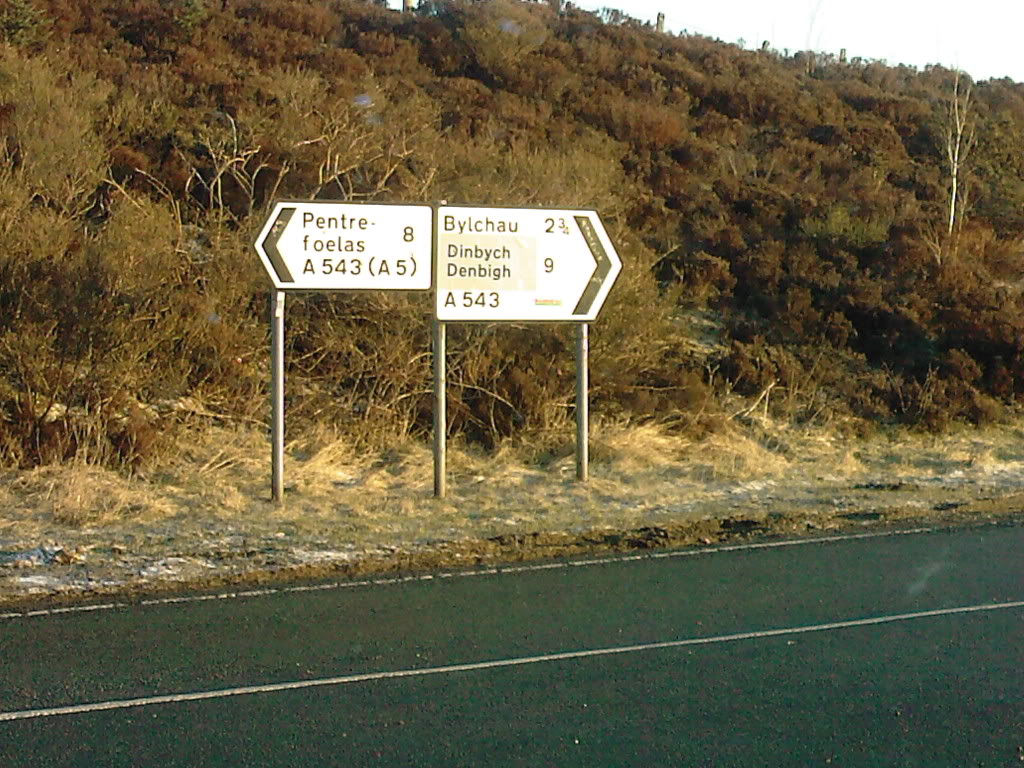 Pentre-
foelas 8
A 543 (A 5)
Bylchau 2¾
Dinbych
Denbigh 9
A 543